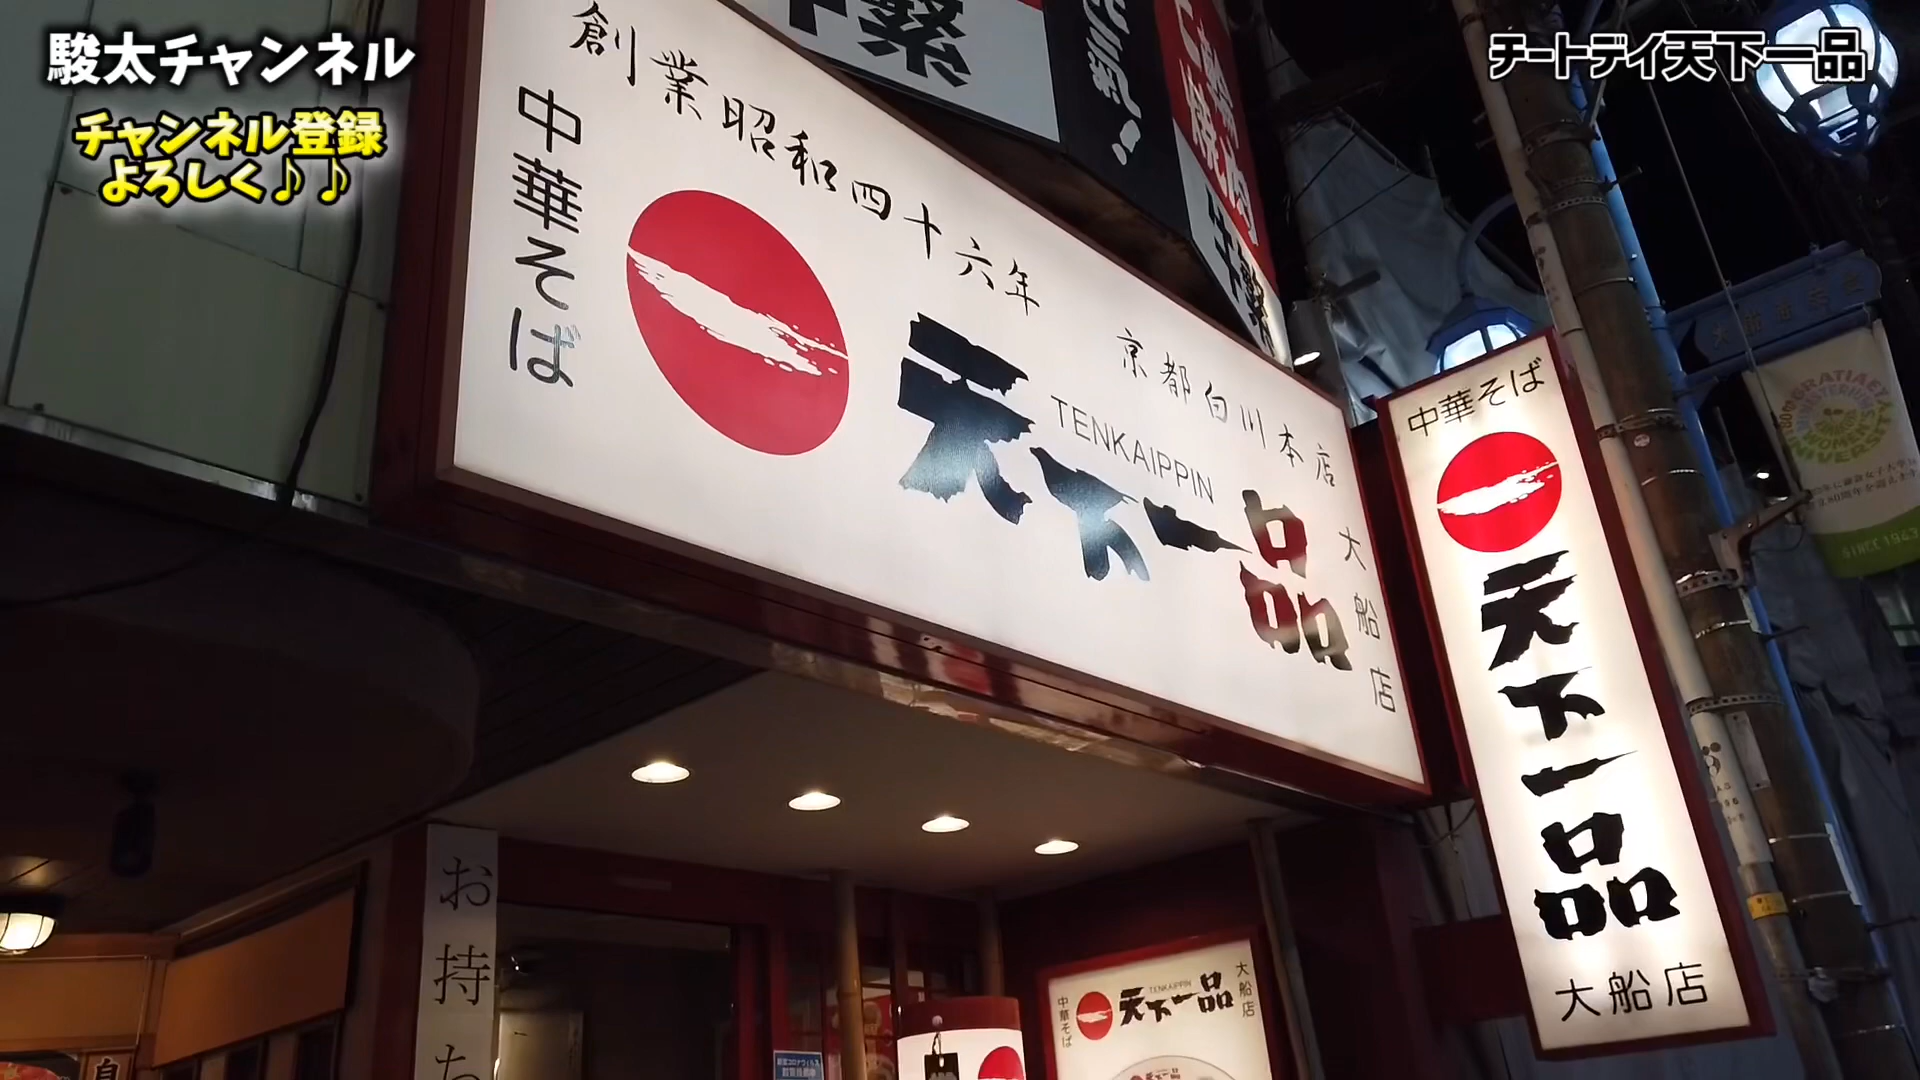 駿太チャンネル
チャンネル登録
よろしく♪♪
チートデイ天下一品
創業昭和四十六年
京都白川本店
中華そば
天下一品
TENKAIPPIN
大船店
中華そば
天下一品
大船店
お持ち
中華そば
TENKAIPPIN
天下一品
大船店
SINCE 1943